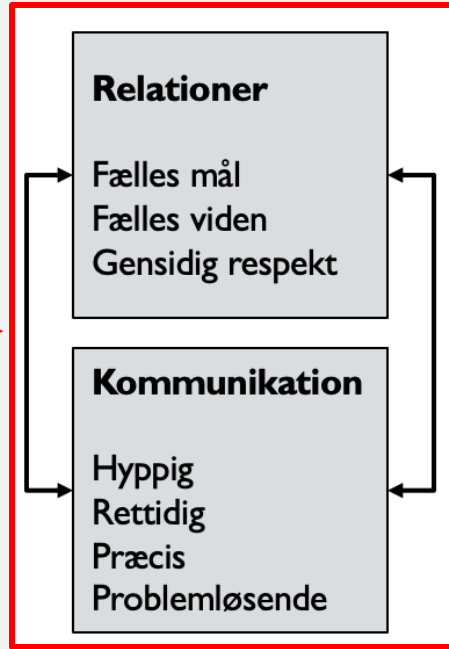 Relationer
Fælles mål
Fælles viden
Gensidig respekt
Kommunikation
Hyppig
Rettidig
Præcis
Problemløsende